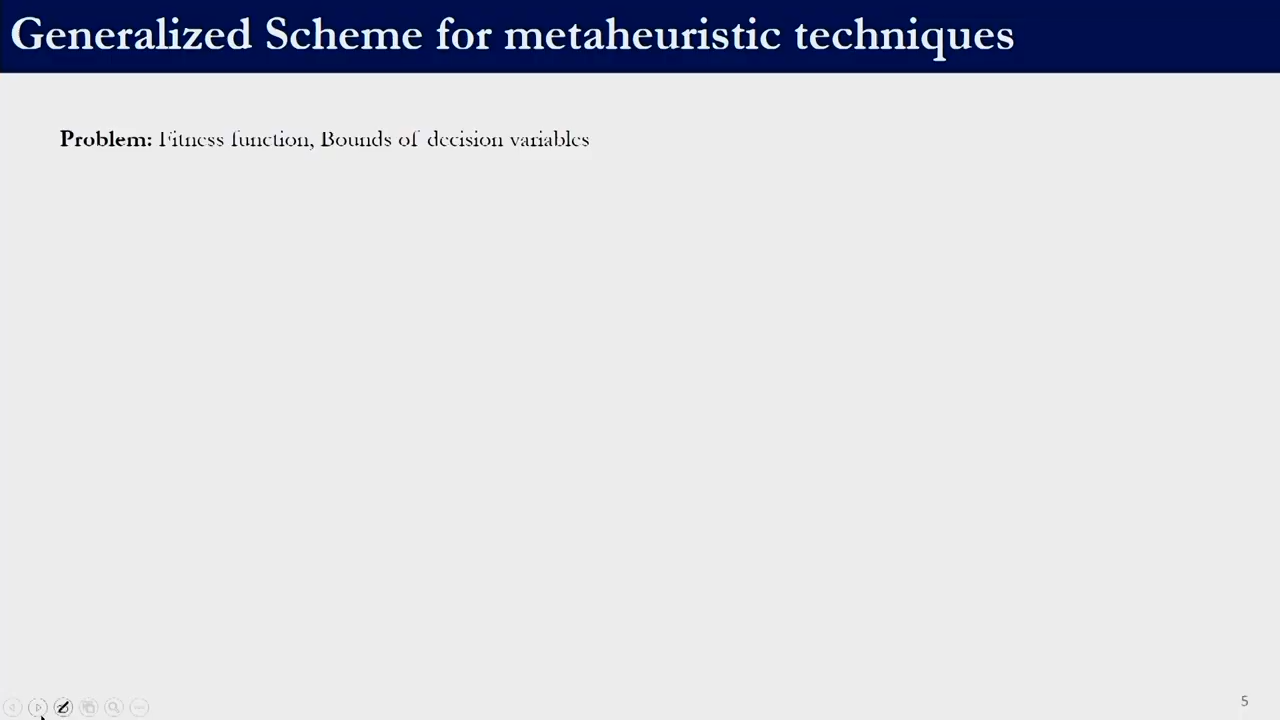 Generalized Scheme for metaheuristic techniques
Problem: Fitness function, Bounds of decision variables
5